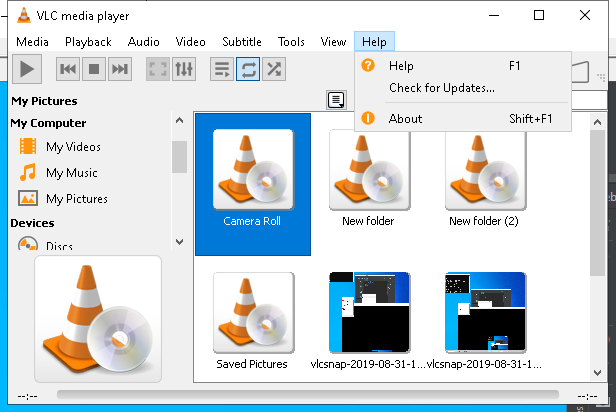 VLC media player
Media Playback Audio Video Subtitle Tools View Help
Help F1
Check for Updates...
About Shift+F1
My Pictures
My Computer
My Videos
My Music
My Pictures
Devices
Discs
Camera Roll
New folder
New folder (2)
Saved Pictures
vlcsnap-2019-08-31-1...
vlcsnap-2019-08-31-1...
--:--
--:--